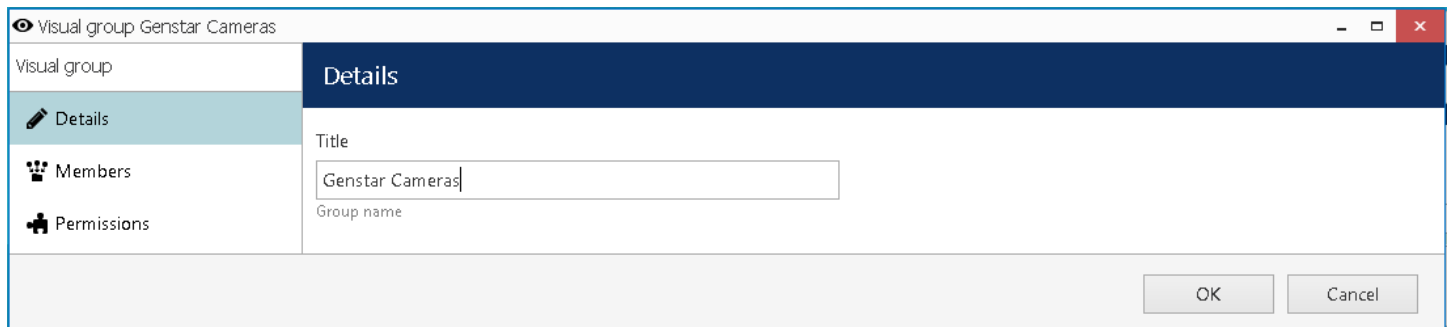 Visual group Genstar Cameras
Visual group
Details
Members
Permissions
Details
Title
Genstar Cameras
Group name
OK
Cancel